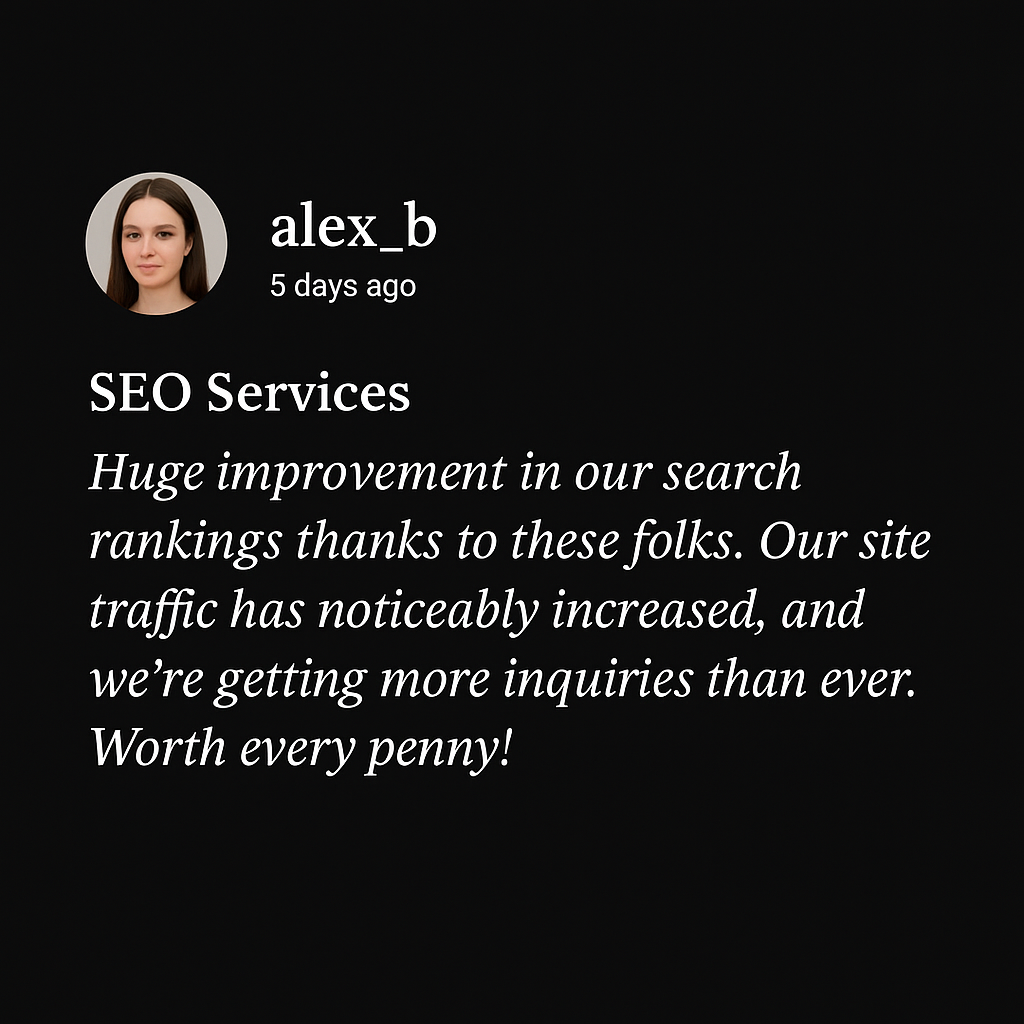 alex_b
5 days ago
SEO Services
Huge improvement in our search
rankings thanks to these folks. Our site
traffic has noticeably increased, and
we’re getting more inquiries than ever.
Worth every penny!